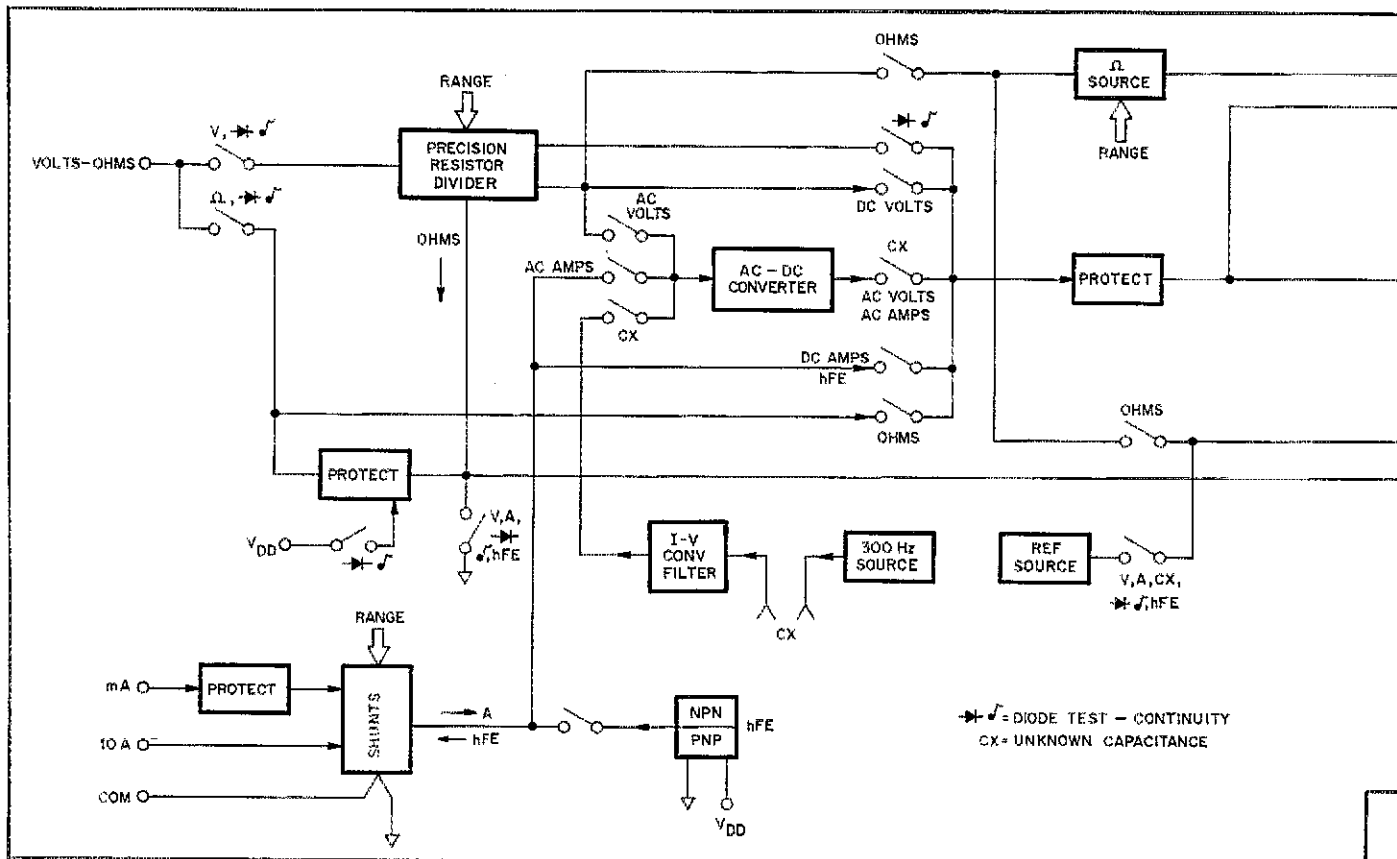 OHMS
Ω
SOURCE
RANGE
RANGE
V,
PRECISION
RESISTOR
DIVIDER
VOLTS-OHMS
Ω,
DC VOLTS
AC
VOLTS
OHMS
AC AMPS
AC – DC
CONVERTER
CX
AC VOLTS
AC AMPS
PROTECT
CX
DC AMPS
hFE
OHMS
OHMS
PROTECT
V,A,
,hFE
VDD
I-V
CONV
FILTER
300 Hz
SOURCE
REF
SOURCE
V,A,CX,
,hFE
CX
RANGE
mA
PROTECT
SHUNTS
A
hFE
NPN
PNP
hFE
10A
COM
VDD
= DIODE TEST – CONTINUITY
CX= UNKNOWN CAPACITANCE